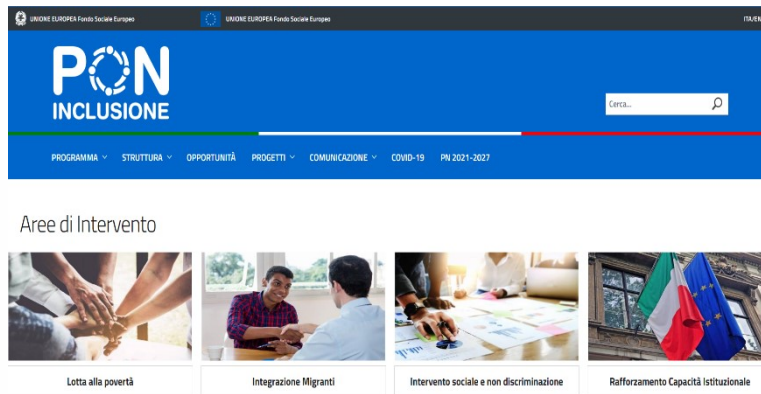 UNIONE EUROPEA Fondo Sociale Europeo
UNIONE EUROPEA Fondo Sociale Europeo
ITA/EN
PON
INCLUSIONE
Cerca...
PROGRAMMA STRUTTURA OPPORTUNITÀ PROGETTI COMUNICAZIONE COVID-19 PN 2021-2027
Aree di Intervento
Lotta alla povertà
Integrazione Migranti
Intervento sociale e non discriminazione
Rafforzamento Capacità Istituzionale